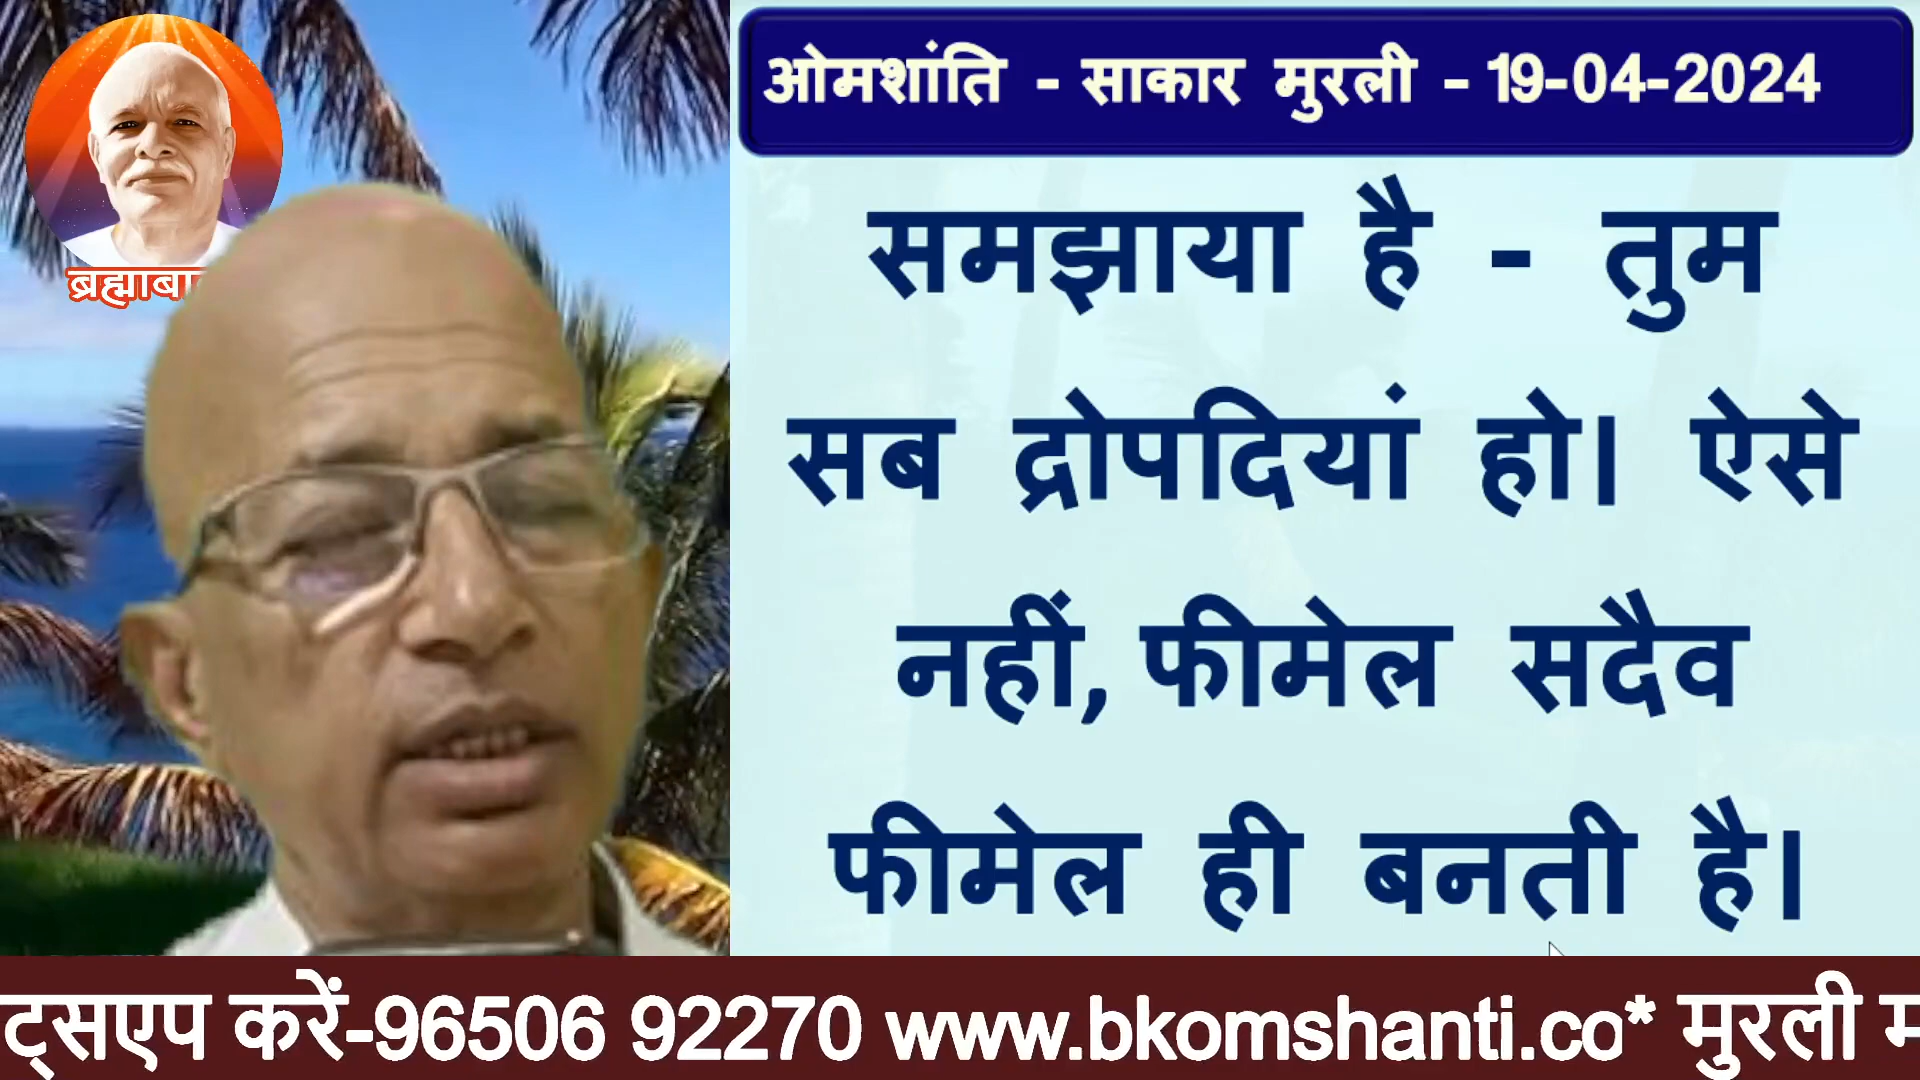 ओमशांति - साकार मुरली - 19-04-2024
समझाया है - तुम
सब द्रोपदियां हो। ऐसे
नहीं, फीमेल सदैव
फीमेल ही बनती है।
ट्सएप करें-96506 92270 www.bkomshanti.co* मुरली म